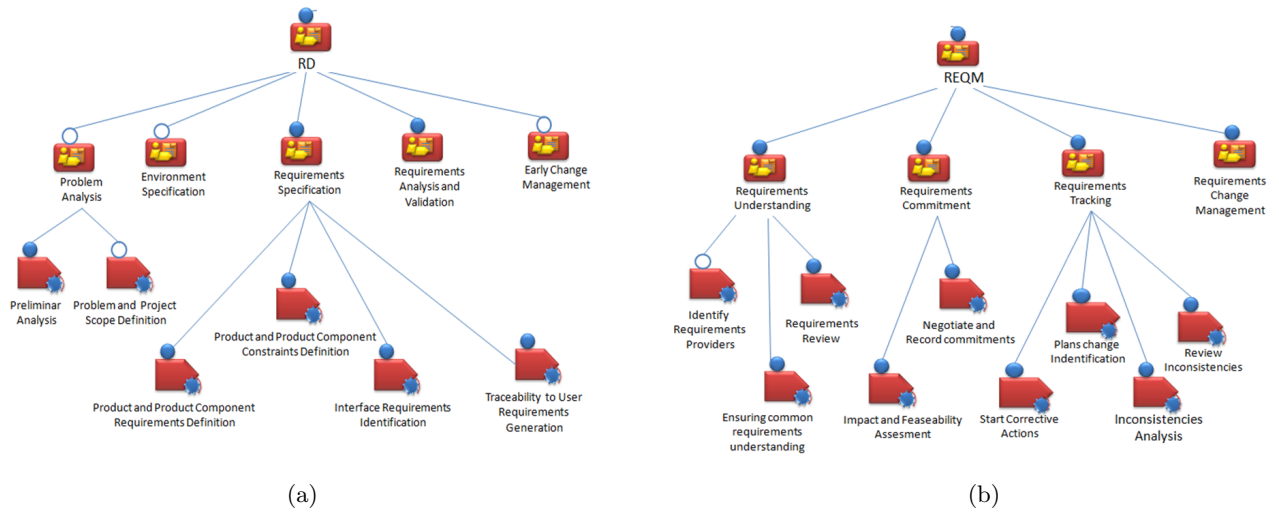 RD
Problem
Analysis
Environment
Specification
Requirements
Specification
Requirements
Analysis and
Validation
Early Change
Management
Preliminar
Analysis
Problem and Project
Scope Definition
Product and Product Component
Constraints Definition
Product and Product Component
Requirements Definition
Interface Requirements
Identification
Traceability to User
Requirements
Generation
(a)
REQM
Requirements
Understanding
Requirements
Commitment
Requirements
Tracking
Requirements
Change
Management
Identify
Requirements
Providers
Requirements
Review
Negotiate and
Record commitments
Plans change
Indentification
Review
Inconsistencies
Ensuring common
requirements
understanding
Impact and Feaseability
Assesment
Start Corrective
Actions
Inconsistencies
Analysis
(b)